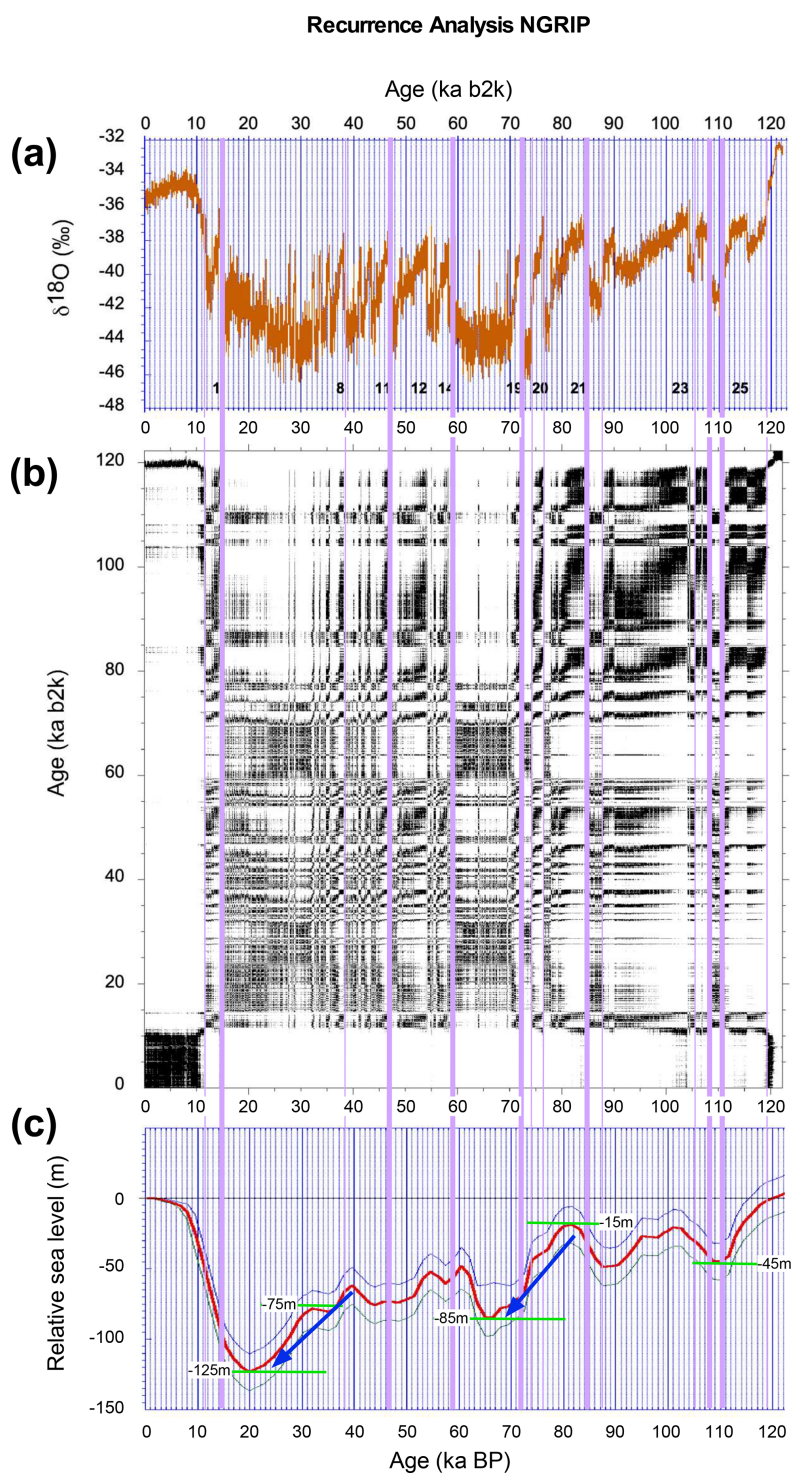 Recurrence Analysis NGRIP
Age (ka b2k)
0 10 20 30 40 50 60 70 80 90 100 110 120
(a)
δ18O (‰)
-32
-34
-36
-38
-40
-42
-44
-46
-48
1 8 11 12 14 19 20 21 23 25
0 10 20 30 40 50 60 70 80 90 100 110 120
(b)
Age (ka b2k)
120
100
80
60
40
20
0
0 10 20 30 40 50 60 70 80 90 100 110 120
(c)
Relative sea level (m)
0
-50
-100
-150
-15m
-45m
-75m
-85m
-125m
0 10 20 30 40 50 60 70 80 90 100 110 120
Age (ka BP)